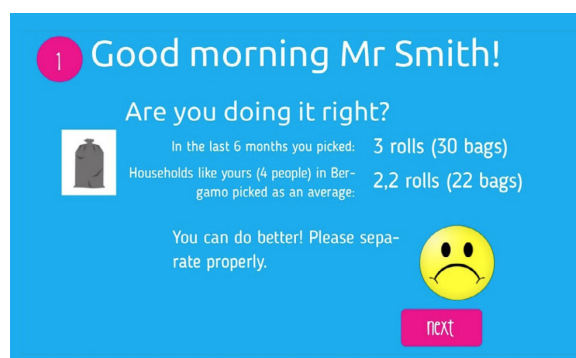 1
Good morning Mr Smith!
Are you doing it right?
In the last 6 months you picked:
3 rolls (30 bags)
Households like yours (4 people) in Ber-
gamo picked as an average:
2,2 rolls (22 bags)
You can do better! Please sepa-
rate properly.
next